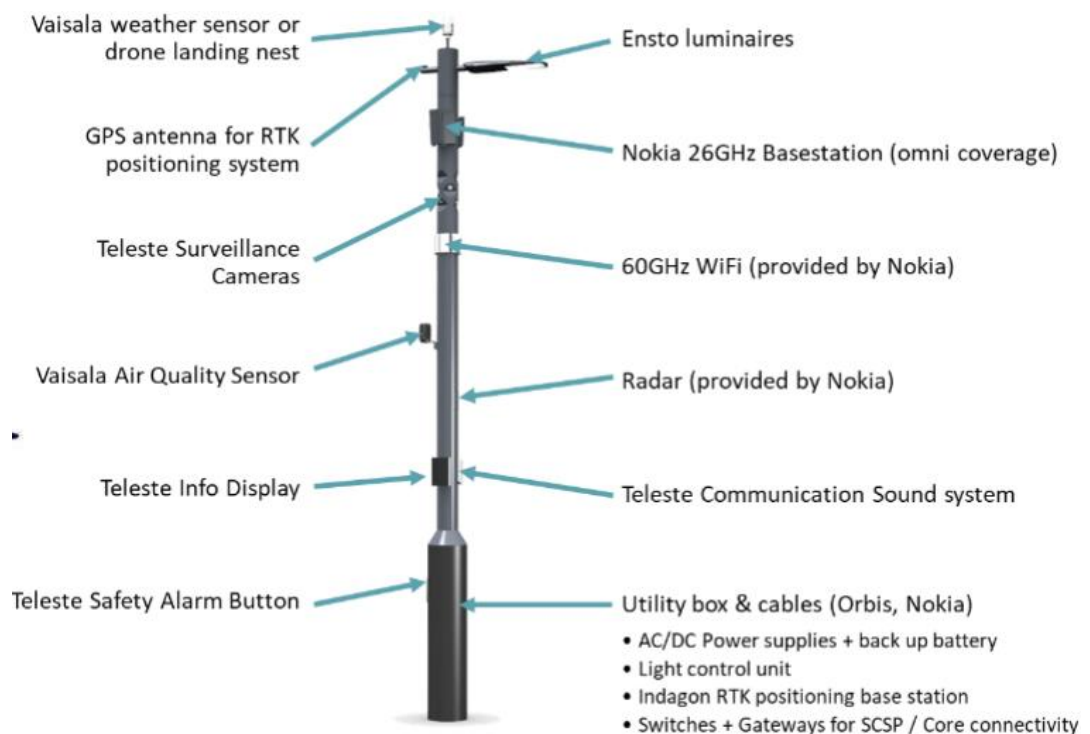 Vaisala weather sensor or
drone landing nest
Ensto luminaires
GPS antenna for RTK
positioning system
Nokia 26GHz Basestation (omni coverage)
Teleste Surveillance
Cameras
60GHz WiFi (provided by Nokia)
Vaisala Air Quality Sensor
Radar (provided by Nokia)
Teleste Info Display
Teleste Communication Sound system
Teleste Safety Alarm Button
Utility box & cables (Orbis, Nokia)
• AC/DC Power supplies + back up battery
• Light control unit
• Indagon RTK positioning base station
• Switches + Gateways for SCSP / Core connectivity